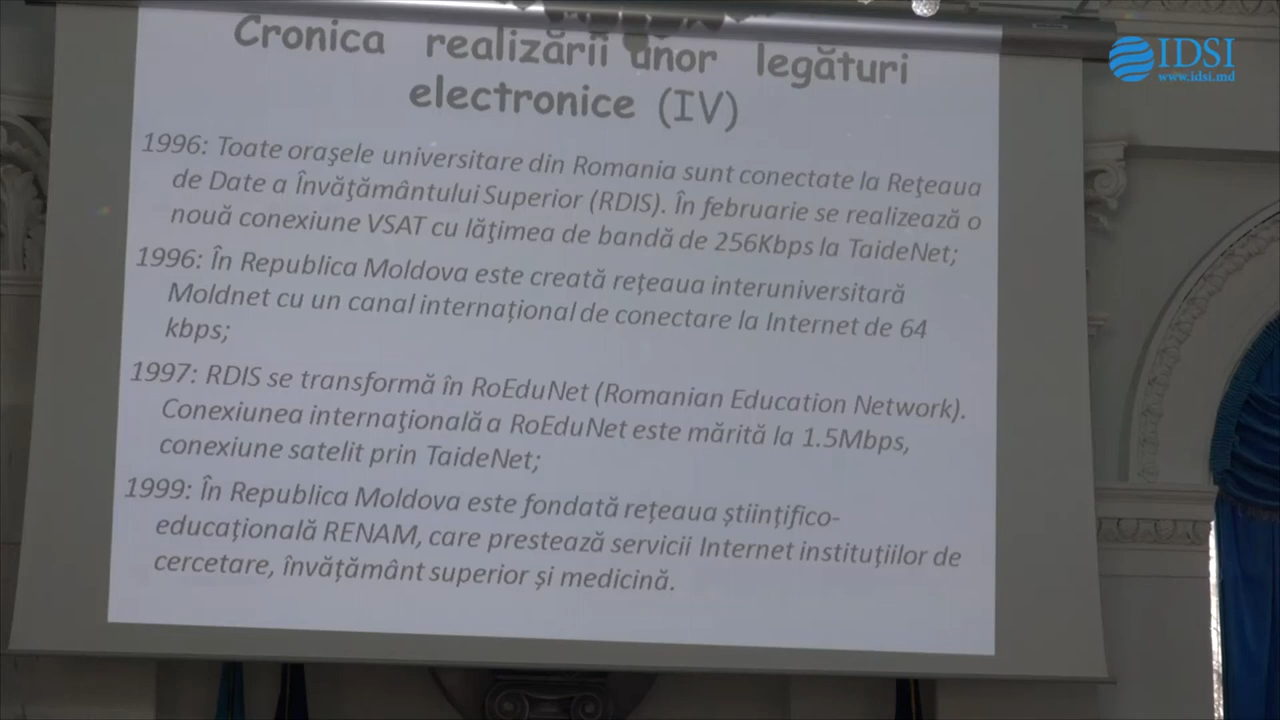 Cronica realizării unor legături
electronice (IV)
1996: Toate oraşele universitare din Romania sunt conectate la Reţeaua
de Date a Învăţământului Superior (RDIS). În februarie se realizează o
nouă conexiune VSAT cu lăţimea de bandă de 256Kbps la TaideNet;
1996: În Republica Moldova este creată rețeaua interuniversitară
Moldnet cu un canal internațional de conectare la Internet de 64
kbps;
1997: RDIS se transformă în RoEduNet (Romanian Education Network).
Conexiunea internaţională a RoEduNet este mărită la 1.5Mbps,
conexiune satelit prin TaideNet;
1999: În Republica Moldova este fondată rețeaua științifico-
educațională RENAM, care prestează servicii Internet instituțiilor de
cercetare, învățământ superior și medicină.
IDSI
www.idsi.md